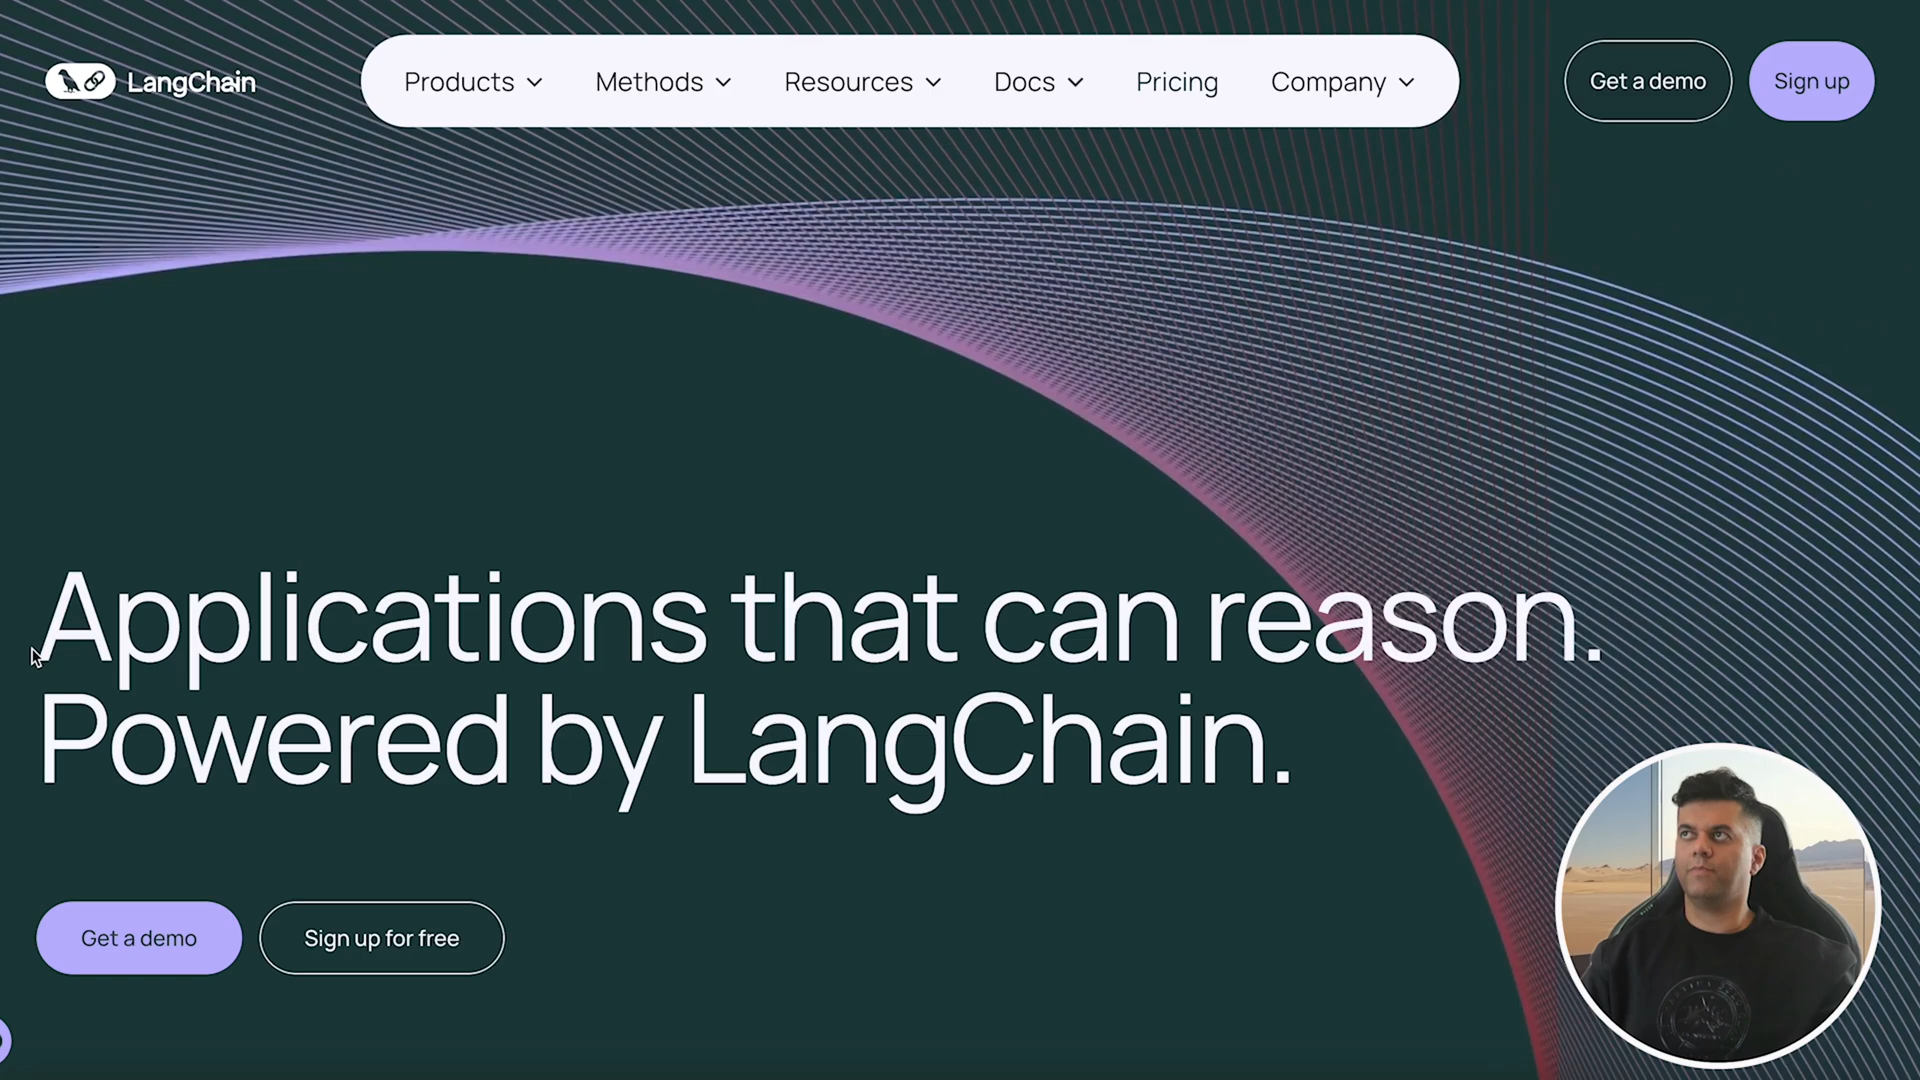 LangChain
Products
Methods
Resources
Docs
Pricing
Company
Get a demo
Sign up
Applications that can reason.
Powered by LangChain.
Get a demo
Sign up for free